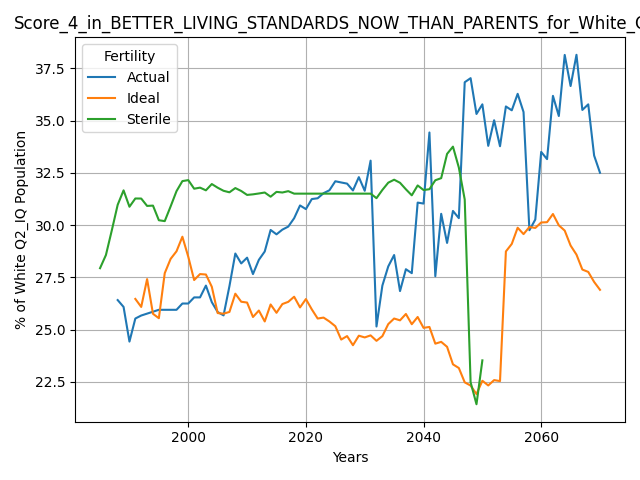 Score_4_in_BETTER_LIVING_STANDARDS_NOW_THAN_PARENTS_for_White_
Fertility
Actual
Ideal
Sterile
37.5
35.0
32.5
30.0
27.5
25.0
22.5
% of White Q2_IQ Population
2000
2020
2040
2060
Years